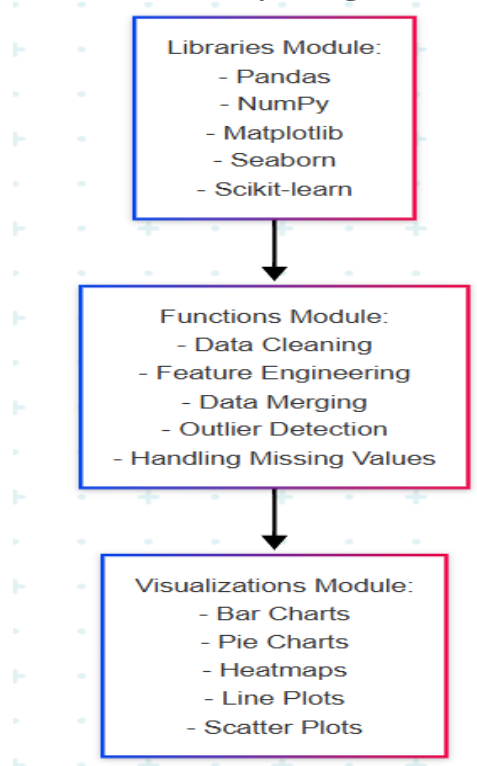 Libraries Module:
- Pandas
- NumPy
- Matplotlib
- Seaborn
- Scikit-learn
Functions Module:
- Data Cleaning
- Feature Engineering
- Data Merging
- Outlier Detection
- Handling Missing Values
Visualizations Module:
- Bar Charts
- Pie Charts
- Heatmaps
- Line Plots
- Scatter Plots